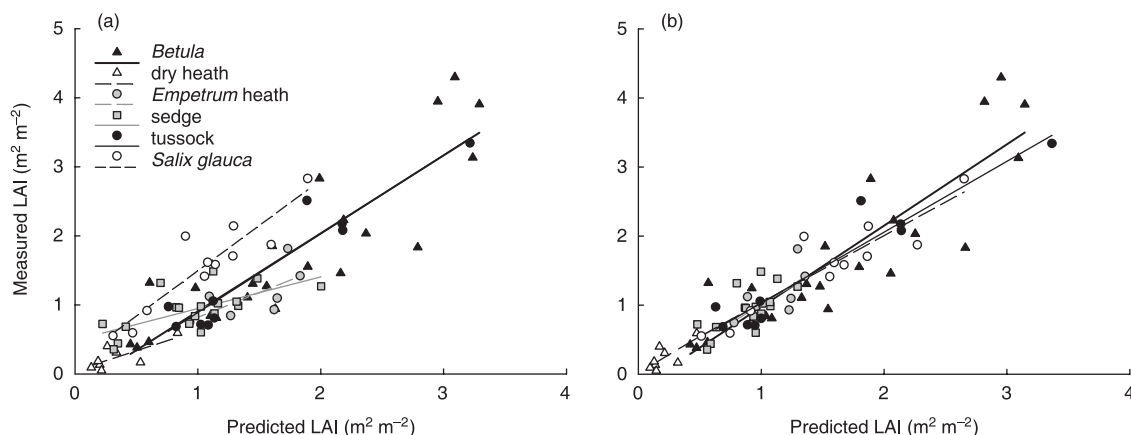 (a)
Betula
dry heath
Empetrum heath
sedge
tussock
Salix glauca
Measured LAI (m² m⁻²)
5
4
3
2
1
0
0 1 2 3 4
Predicted LAI (m² m⁻²)
(b)
5
4
3
2
1
0
0 1 2 3 4
Predicted LAI (m² m⁻²)